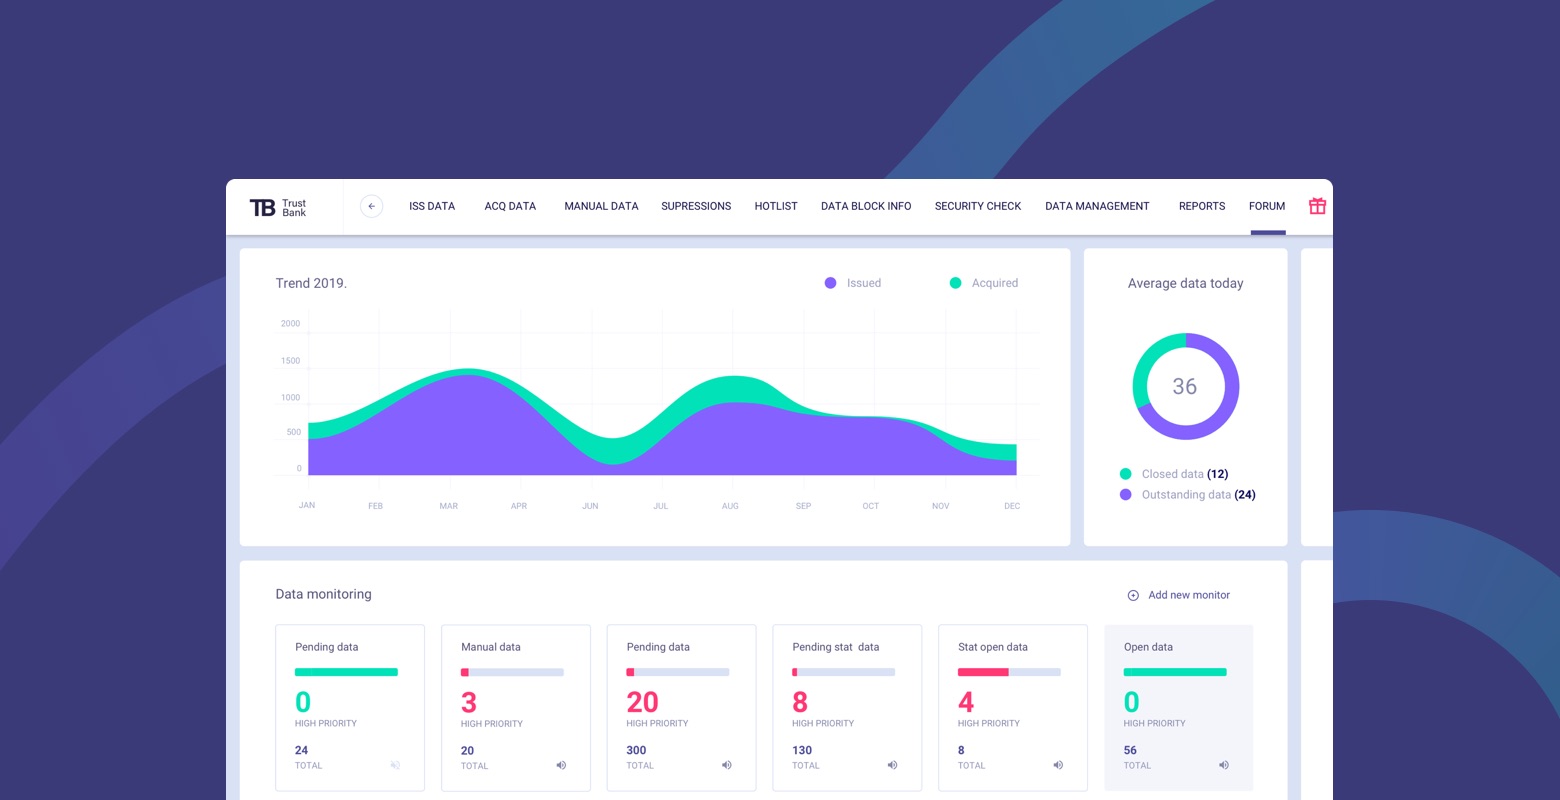 TB Trust Bank
ISS DATA ACQ DATA MANUAL DATA SUPRESSIONS HOTLIST DATA BLOCK INFO SECURITY CHECK DATA MANAGEMENT REPORTS FORUM
Trend 2019.
Issued Acquired
2000
1500
1000
500
0
JAN FEB MAR APR JUN JUL AUG SEP OCT NOV DEC
Average data today
36
Closed data (12)
Outstanding data (24)
Data monitoring
Add new monitor
Pending data
0
HIGH PRIORITY
24
TOTAL
Manual data
3
HIGH PRIORITY
20
TOTAL
Pending data
20
HIGH PRIORITY
300
TOTAL
Pending stat data
8
HIGH PRIORITY
130
TOTAL
Stat open data
4
HIGH PRIORITY
8
TOTAL
Open data
0
HIGH PRIORITY
56
TOTAL